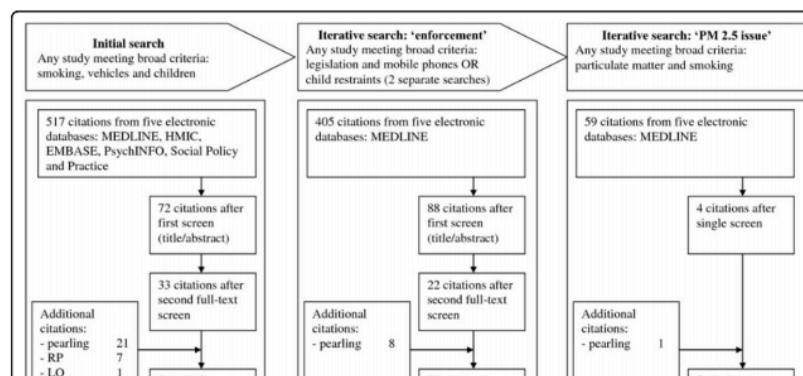 Initial search
Any study meeting broad criteria:
smoking, vehicles and children
Iterative search: ‘enforcement’
Any study meeting broad criteria:
legislation and mobile phones OR
child restraints (2 separate searches)
Iterative search: ‘PM 2.5 issue’
Any study meeting broad criteria:
particulate matter and smoking
517 citations from five electronic
databases: MEDLINE, HMIC,
EMBASE, PsychINFO, Social Policy
and Practice
405 citations from five electronic
databases: MEDLINE
59 citations from five electronic
databases: MEDLINE
72 citations after
first screen
(title/abstract)
88 citations after
first screen
(title/abstract)
4 citations after
single screen
33 citations after
second full-text
screen
22 citations after
second full-text
screen
Additional
citations:
- pearling 21
- RP 7
- LO 1
Additional
citations:
- pearling 8
Additional
citations:
- pearling 1